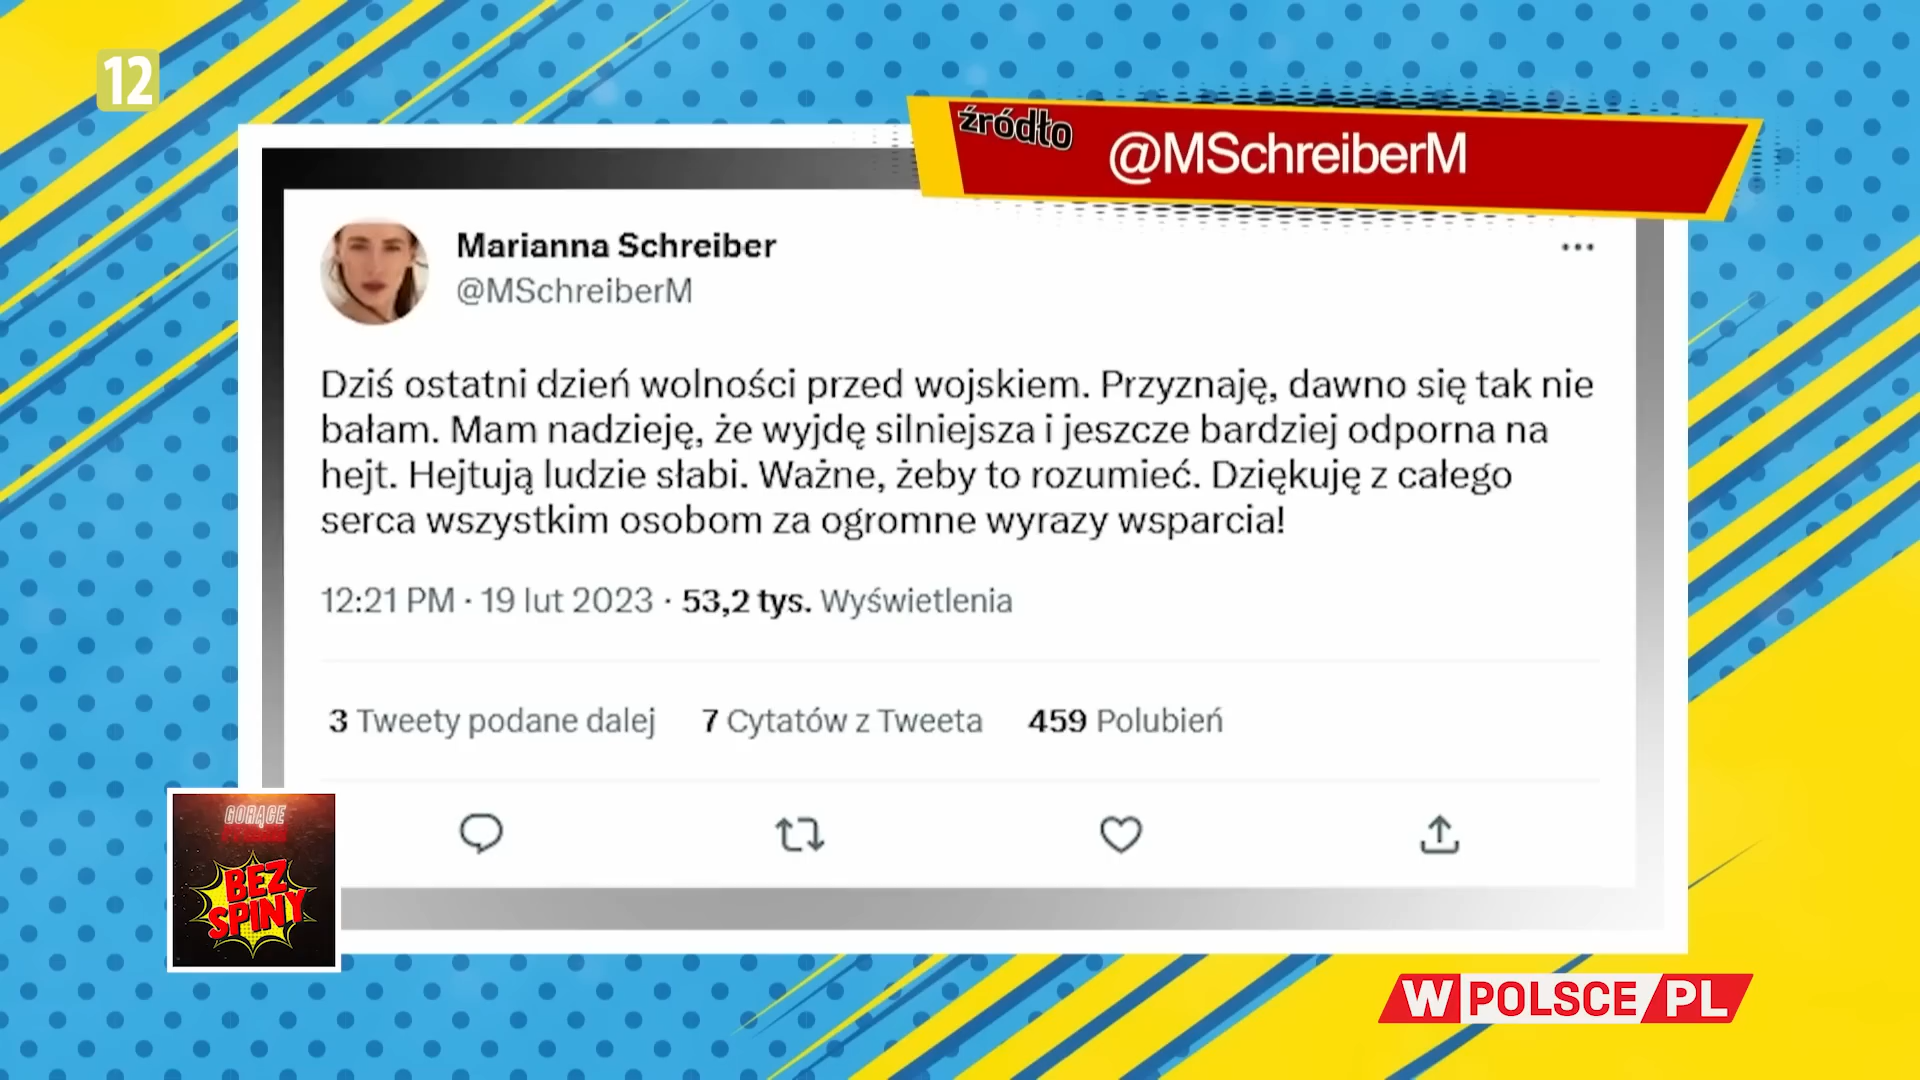 12
źródło
@MSchreiberM
Marianna Schreiber
@MSchreiberM
Dziś ostatni dzień wolności przed wojskiem. Przyznaję, dawno się tak nie
bałam. Mam nadzieję, że wyjdę silniejsza i jeszcze bardziej odporna na
hejt. Hejtują ludzie słabi. Ważne, żeby to rozumieć. Dziękuję z całego
serca wszystkim osobom za ogromne wyrazy wsparcia!
12:21 PM · 19 lut 2023 · 53,2 tys. Wyświetlenia
3 Tweety podane dalej 7 Cytatów z Tweeta 459 Polubień
GORĄCE
BEZ
SPINY
WPOLSCE/PL